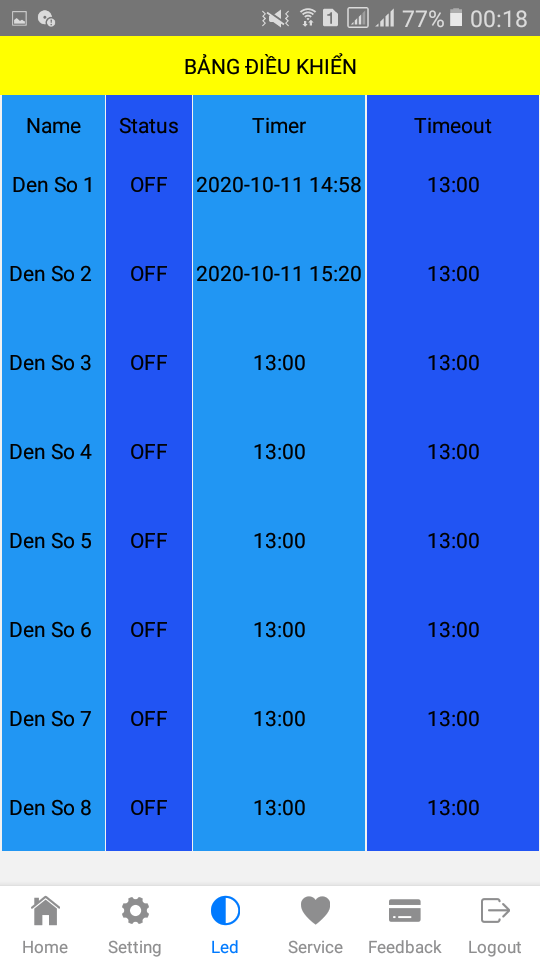 1 77% 00:18
BẢNG ĐIỀU KHIỂN
Name Status Timer Timeout
Den So 1 OFF 2020-10-11 14:58 13:00
Den So 2 OFF 2020-10-11 15:20 13:00
Den So 3 OFF 13:00 13:00
Den So 4 OFF 13:00 13:00
Den So 5 OFF 13:00 13:00
Den So 6 OFF 13:00 13:00
Den So 7 OFF 13:00 13:00
Den So 8 OFF 13:00 13:00
Home Setting Led Service Feedback Logout